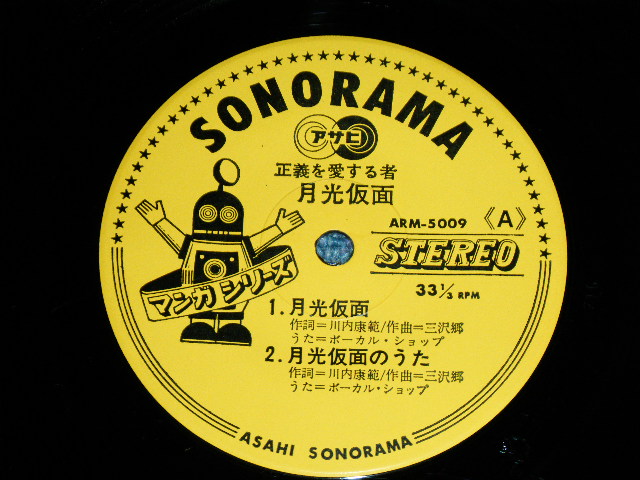 SONORAMA
アサヒ
正義を愛する者
月光仮面
ARM-5009 《A》
STEREO
33 1/3 RPM
マンガシリーズ
1. 月光仮面
作詞=川内康範/作曲=三沢郷
うた=ボーカル・ショップ
2. 月光仮面のうた
作詞=川内康範/作曲=三沢郷
うた=ボーカル・ショップ
ASAHI SONORAMA